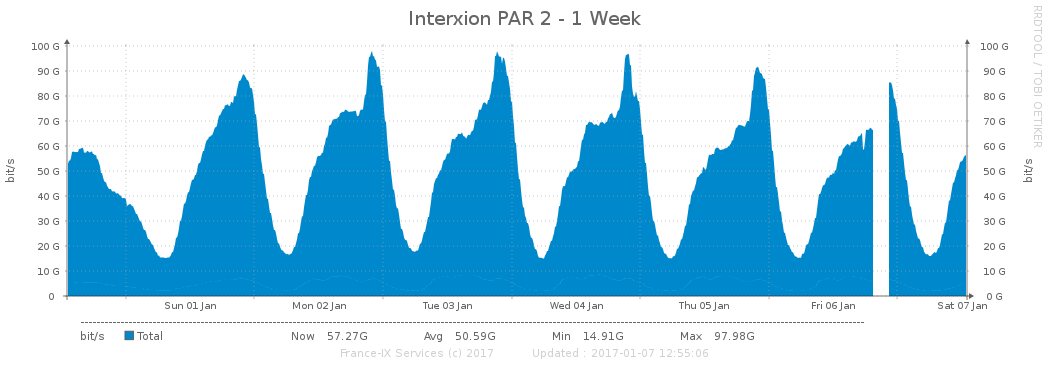 Interxion PAR 2 - 1 Week
RRDTOOL / TOBI OETIKER
100 G 100 G
90 G 90 G
80 G 80 G
70 G 70 G
60 G 60 G
50 G 50 G
40 G 40 G
30 G 30 G
20 G 20 G
10 G 10 G
0 0 G
bit/s
bit/s
Sun 01 Jan Mon 02 Jan Tue 03 Jan Wed 04 Jan Thu 05 Jan Fri 06 Jan Sat 07 Jan
bit/s Total Now 57.27G Avg 50.59G Min 14.91G Max 97.98G
France-IX Services (c) 2017 Updated : 2017-01-07 12:55:06